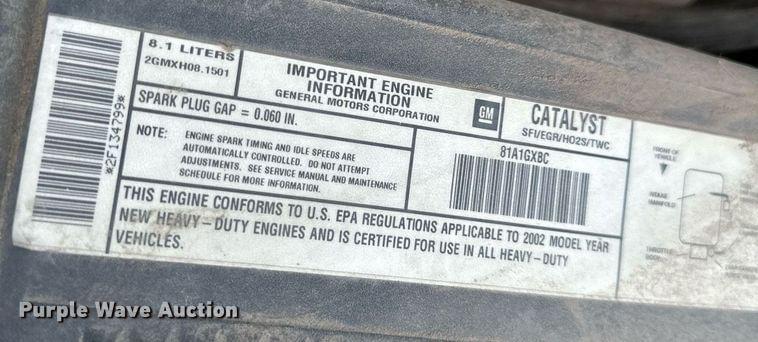 8.1 LITERS
2GMXH08.1501
IMPORTANT ENGINE
INFORMATION
GENERAL MOTORS CORPORATION
GM
CATALYST
SFI/EGR/HO2S/TWC
SPARK PLUG GAP = 0.060 IN.
NOTE: ENGINE SPARK TIMING AND IDLE SPEEDS ARE
AUTOMATICALLY CONTROLLED. DO NOT ATTEMPT
ADJUSTMENTS. SEE SERVICE MANUAL AND MAINTENANCE
SCHEDULE FOR MORE INFORMATION.
81A1GXBC
*2F134799*
THIS ENGINE CONFORMS TO U.S. EPA REGULATIONS APPLICABLE TO 2002 MODEL YEAR
NEW HEAVY-DUTY ENGINES AND IS CERTIFIED FOR USE IN ALL HEAVY-DUTY
VEHICLES.
FRONT OF
VEHICLE
INTAKE
MANIFOLD
THROTTLE
BODY
Purple Wave Auction